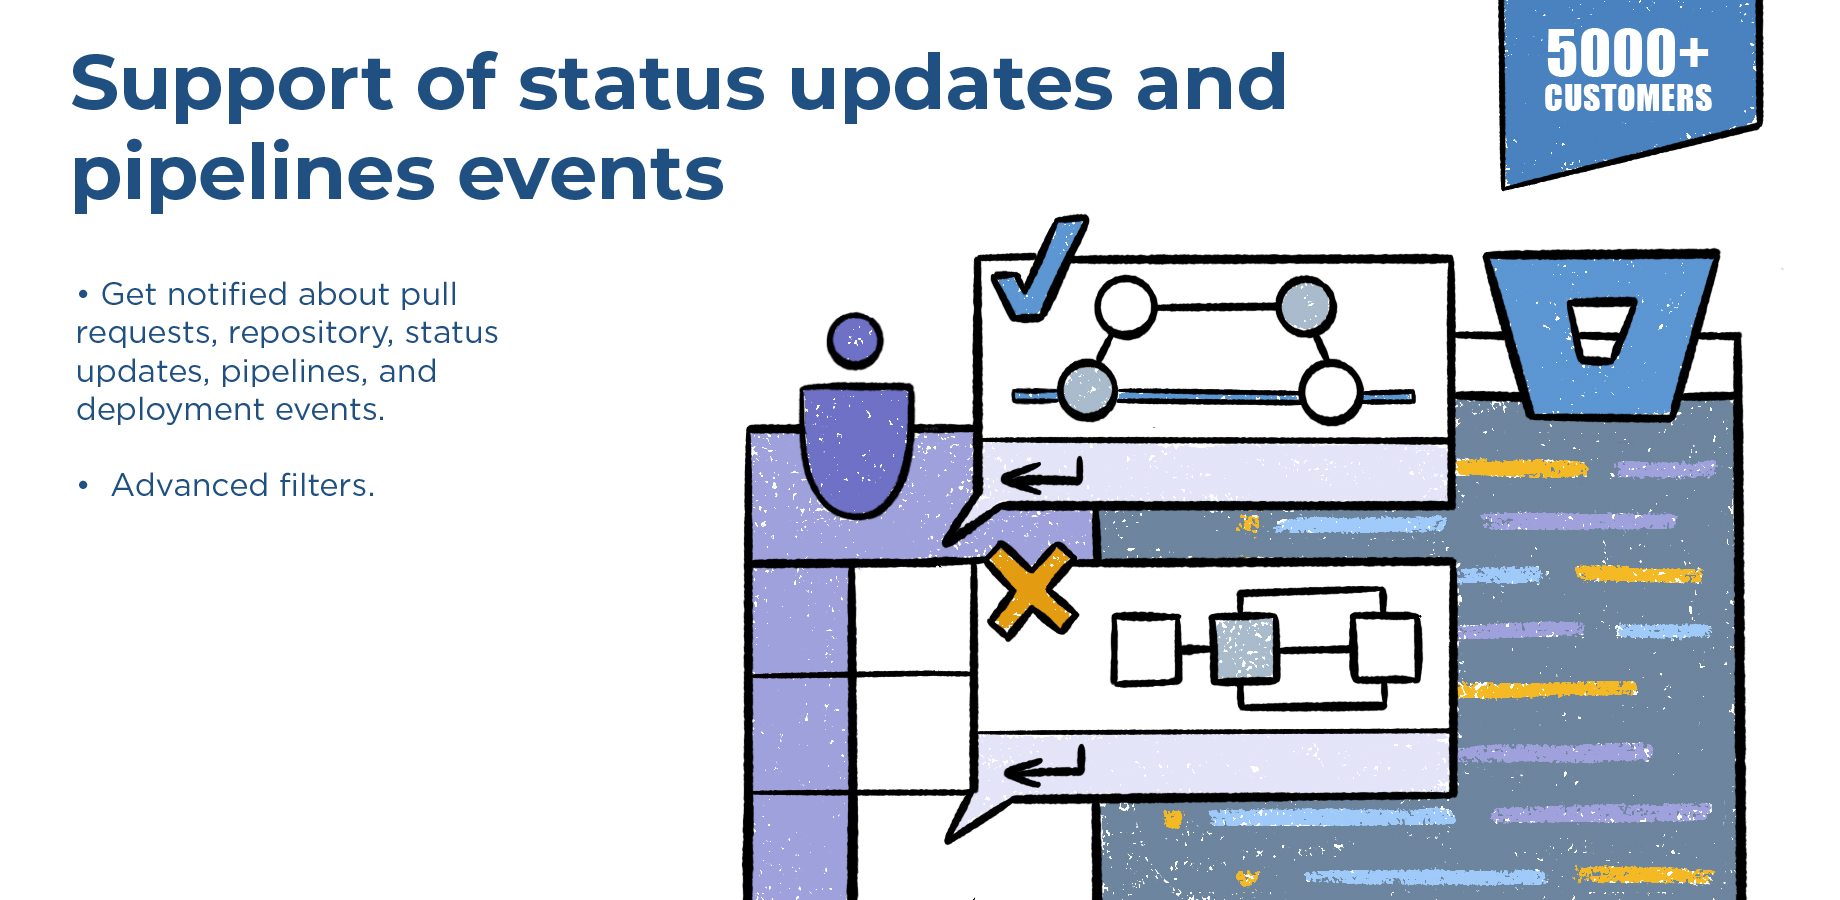 Support of status updates and
pipelines events
5000+
CUSTOMERS
• Get notified about pull
requests, repository, status
updates, pipelines, and
deployment events.
• Advanced filters.